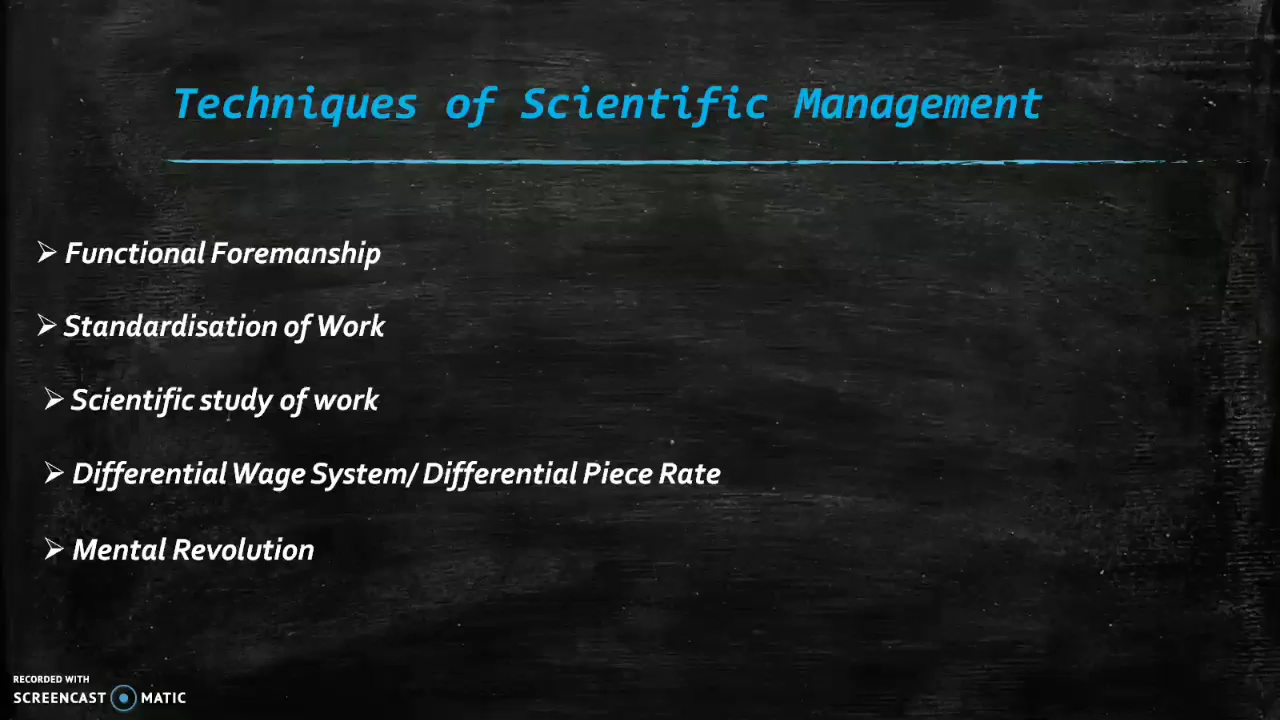 Techniques of Scientific Management
➢ Functional Foremanship
➢ Standardisation of Work
➢ Scientific study of work
➢ Differential Wage System/ Differential Piece Rate
➢ Mental Revolution
RECORDED WITH
SCREENCAST MATIC